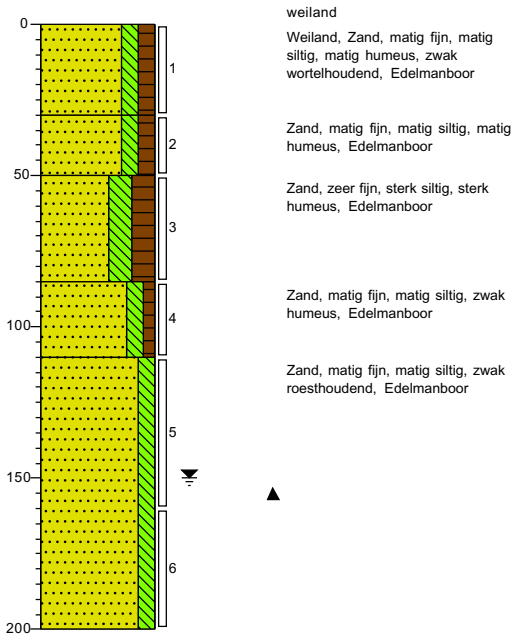 weiland
0
Weiland, Zand, matig fijn, matig
siltig, matig humeus, zwak
wortelhoudend, Edelmanboor
1
Zand, matig fijn, matig siltig, matig
humeus, Edelmanboor
2
50
Zand, zeer fijn, sterk siltig, sterk
humeus, Edelmanboor
3
Zand, matig fijn, matig siltig, zwak
humeus, Edelmanboor
4
100
Zand, matig fijn, matig siltig, zwak
roesthoudend, Edelmanboor
5
150
6
200